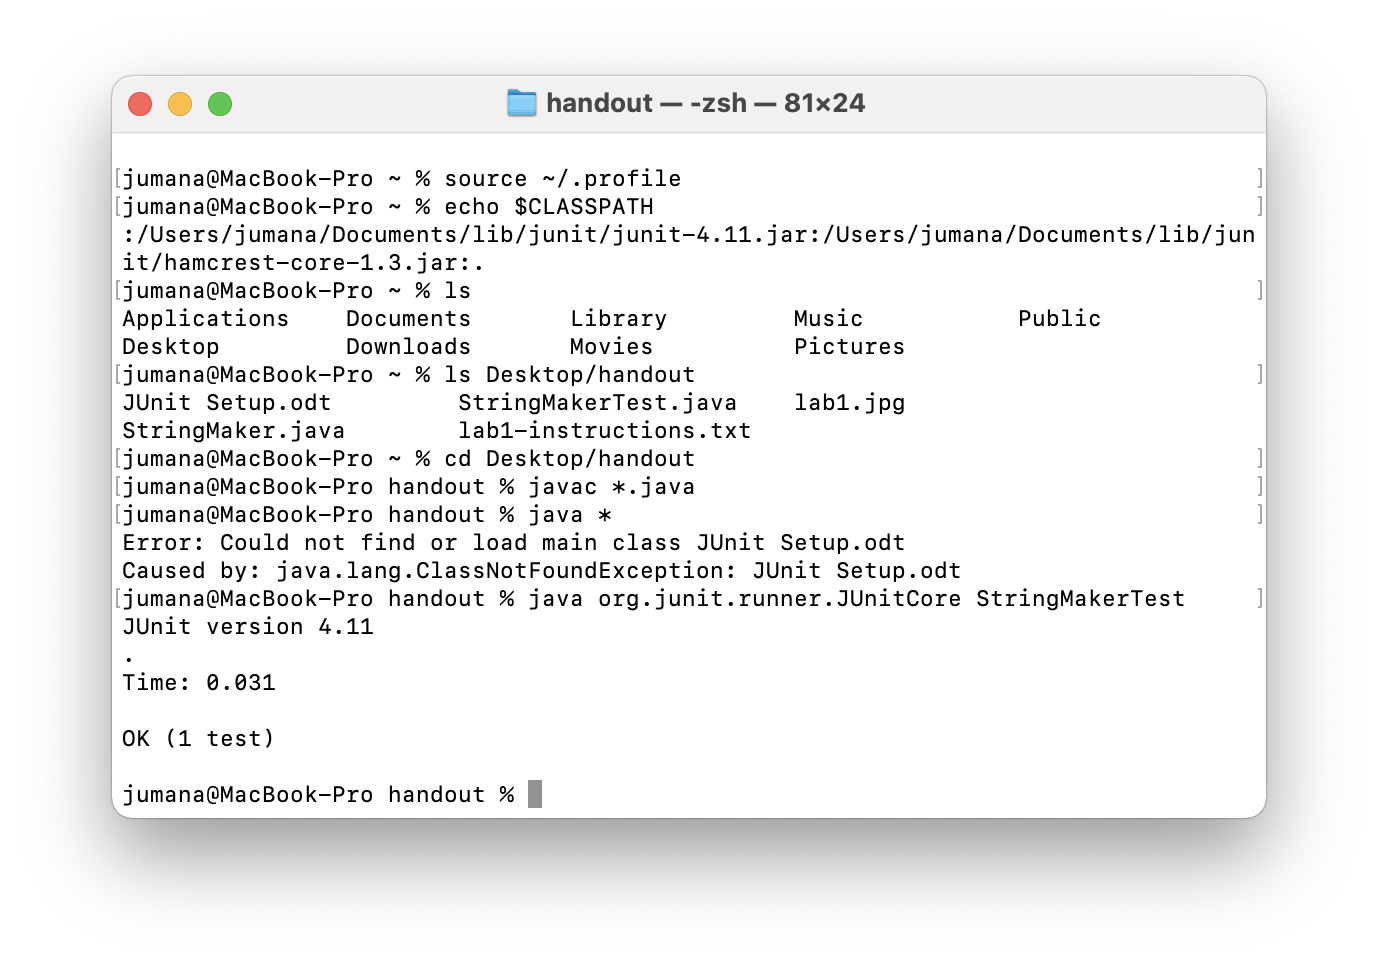 handout — -zsh — 81×24
[jumana@MacBook-Pro ~ % source ~/.profile ]
[jumana@MacBook-Pro ~ % echo $CLASSPATH ]
:/Users/jumana/Documents/lib/junit/junit-4.11.jar:/Users/jumana/Documents/lib/jun
it/hamcrest-core-1.3.jar:.
[jumana@MacBook-Pro ~ % ls ]
Applications Documents Library Music Public
Desktop Downloads Movies Pictures
[jumana@MacBook-Pro ~ % ls Desktop/handout ]
JUnit Setup.odt StringMakerTest.java lab1.jpg
StringMaker.java lab1-instructions.txt
[jumana@MacBook-Pro ~ % cd Desktop/handout ]
[jumana@MacBook-Pro handout % javac *.java ]
[jumana@MacBook-Pro handout % java * ]
Error: Could not find or load main class JUnit Setup.odt
Caused by: java.lang.ClassNotFoundException: JUnit Setup.odt
[jumana@MacBook-Pro handout % java org.junit.runner.JUnitCore StringMakerTest ]
JUnit version 4.11
.
Time: 0.031
OK (1 test)
jumana@MacBook-Pro handout %